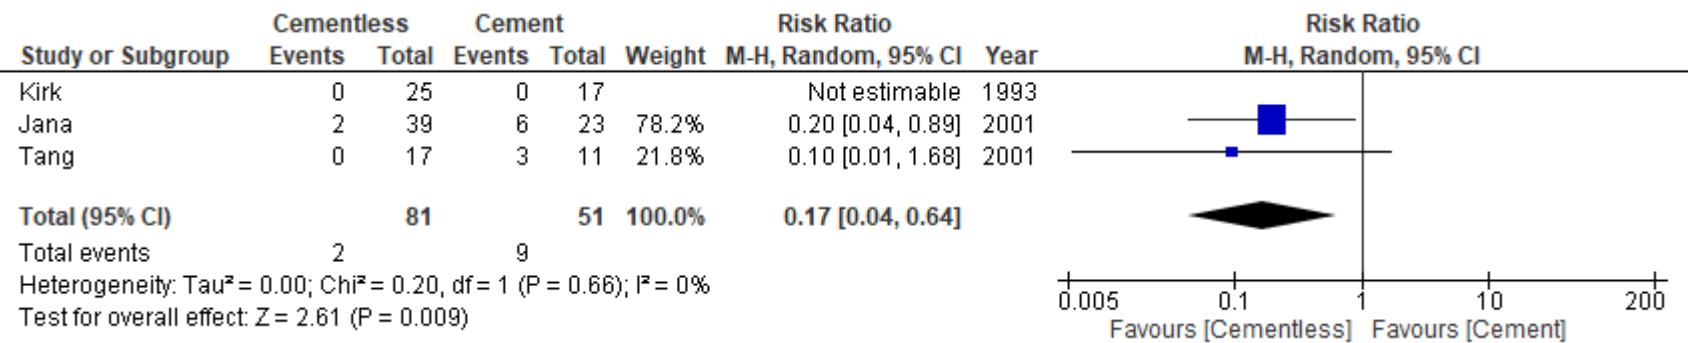 Cementless Cement Risk Ratio Risk Ratio
Study or Subgroup Events Total Events Total Weight M-H, Random, 95% CI Year M-H, Random, 95% CI
Kirk 0 25 0 17 Not estimable 1993
Jana 2 39 6 23 78.2% 0.20 [0.04, 0.89] 2001
Tang 0 17 3 11 21.8% 0.10 [0.01, 1.68] 2001
Total (95% CI) 81 51 100.0% 0.17 [0.04, 0.64]
Total events 2 9
Heterogeneity: Tau² = 0.00; Chi² = 0.20, df = 1 (P = 0.66); I² = 0%
Test for overall effect: Z = 2.61 (P = 0.009)
0.005 0.1 1 10 200
Favours [Cementless] Favours [Cement]